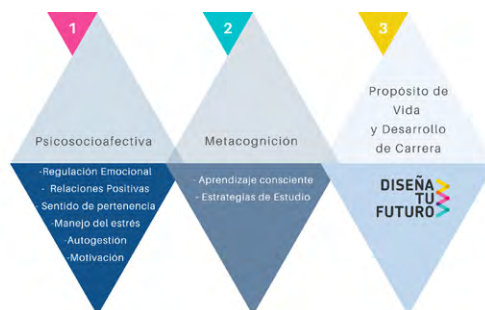 1
Psicosocioafectiva
-Regulación Emocional
- Relaciones Positivas
- Sentido de pertenencia
-Manejo del estrés
-Autogestión
-Motivación
2
Metacognición
- Aprendizaje consciente
- Estrategias de Estudio
3
Propósito de
Vida
y Desarrollo
de Carrera
DISEÑA
TU
FUTURO